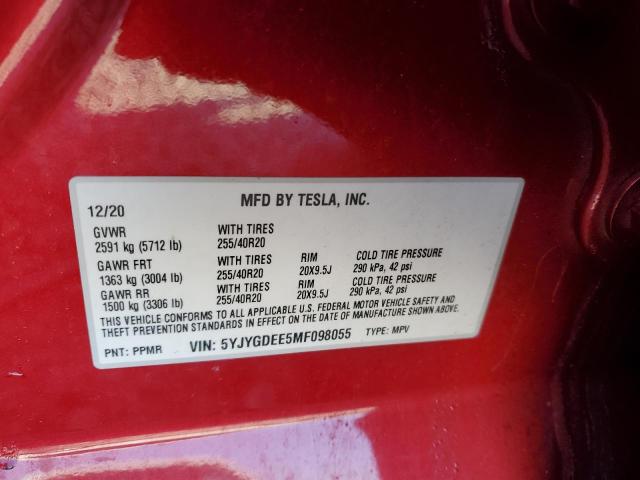 MFD BY TESLA, INC.
12/20
GVWR WITH TIRES
2591 kg (5712 lb) 255/40R20
GAWR FRT WITH TIRES RIM COLD TIRE PRESSURE
1363 kg (3004 lb) 255/40R20 20X9.5J 290 kPa, 42 psi
GAWR RR WITH TIRES RIM COLD TIRE PRESSURE
1500 kg (3306 lb) 255/40R20 20X9.5J 290 kPa, 42 psi
THIS VEHICLE CONFORMS TO ALL APPLICABLE U.S. FEDERAL MOTOR VEHICLE SAFETY AND
THEFT PREVENTION STANDARDS IN EFFECT ON THE DATE OF MANUFACTURE SHOWN ABOVE.
PNT: PPMR VIN: 5YJYGDEE5MF098055 TYPE: MPV